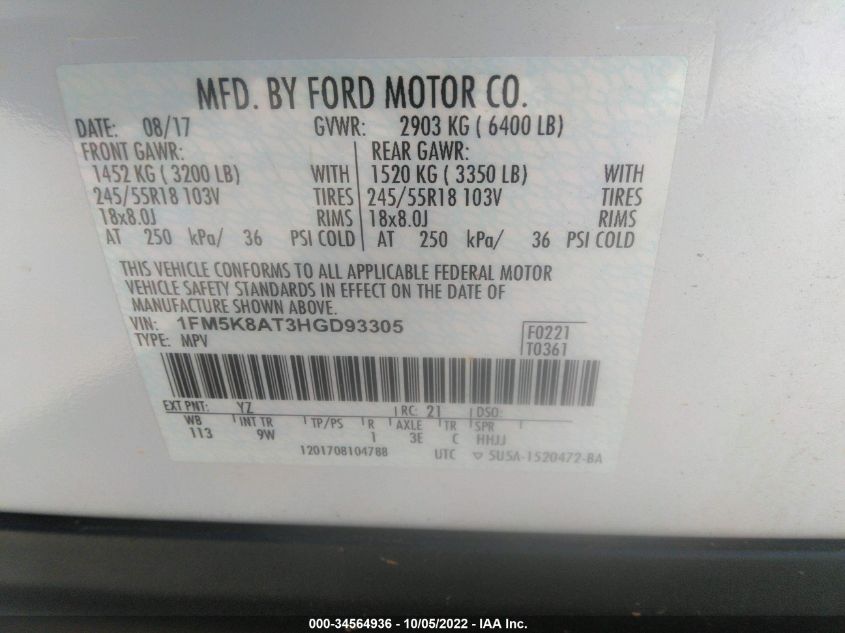 MFD. BY FORD MOTOR CO.
DATE: 08/17 GVWR: 2903 KG ( 6400 LB)
FRONT GAWR: REAR GAWR:
1452 KG ( 3200 LB) WITH 1520 KG ( 3350 LB) WITH
245/55R18 103V TIRES 245/55R18 103V TIRES
18x8.0J RIMS 18x8.0J RIMS
AT 250 kPa/ 36 PSI COLD AT 250 kPa/ 36 PSI COLD
THIS VEHICLE CONFORMS TO ALL APPLICABLE FEDERAL MOTOR
VEHICLE SAFETY STANDARDS IN EFFECT ON THE DATE OF
MANUFACTURE SHOWN ABOVE.
VIN: 1FM5K8AT3HGD93305 F0221
TYPE: MPV T0361
EXT PNT: YZ RC: 21 DSO:
WB INT TR TP/PS R AXLE TR SPR
113 9W 1 3E C HHJJ
1201708104788 UTC ▽ 5U5A-1520472-BA
000-34564936 - 10/05/2022 - IAA Inc.